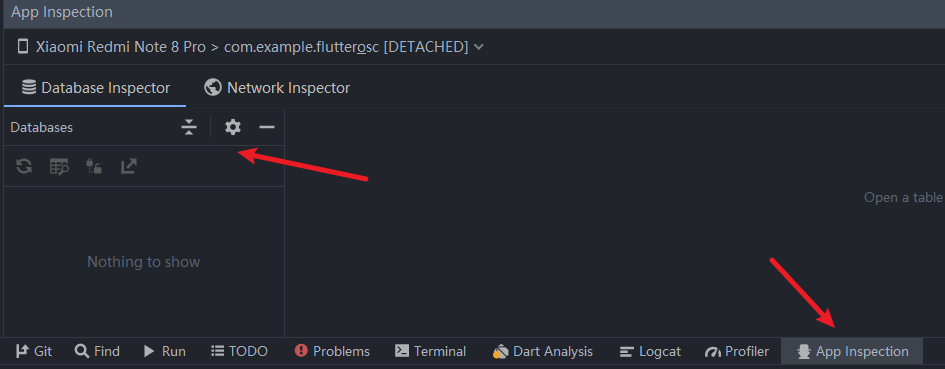 App Inspection
Xiaomi Redmi Note 8 Pro > com.example.flutterosc [DETACHED]
Database Inspector Network Inspector
Databases
Open a table
Nothing to show
Git Find Run TODO Problems Terminal Dart Analysis Logcat Profiler App Inspection